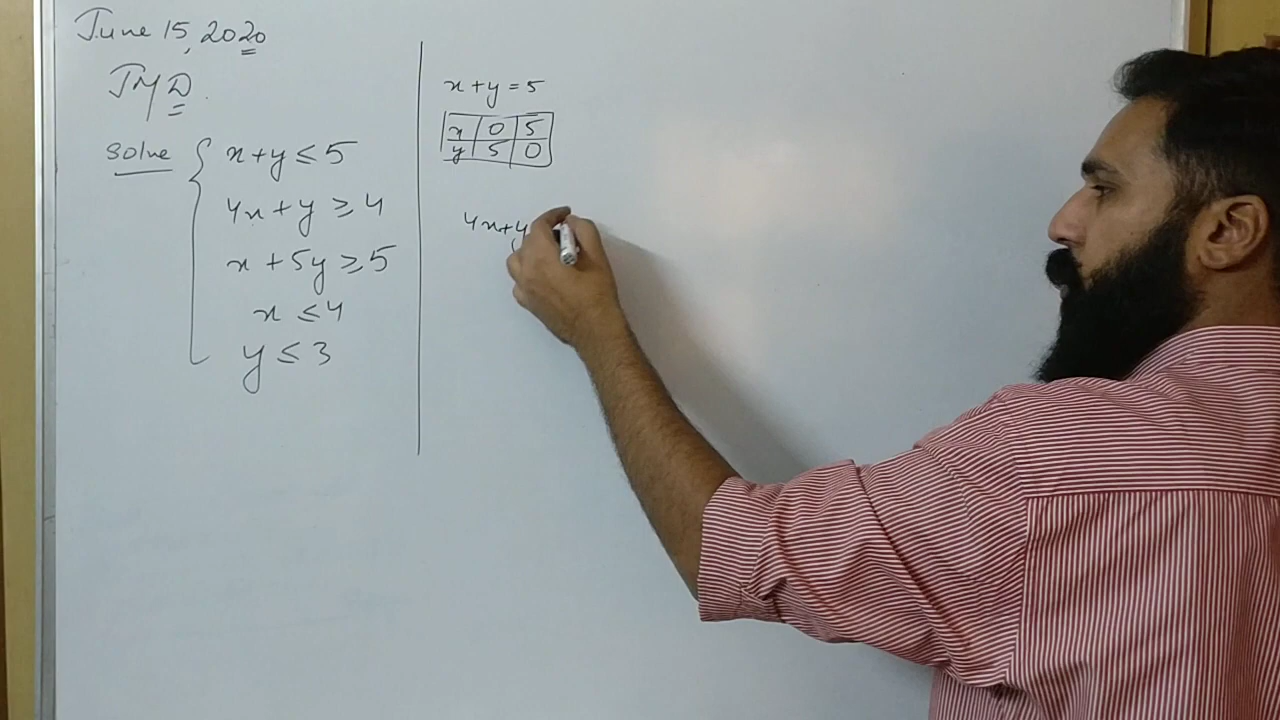 June 15, 2020
JMD.
solve
x+y ≤ 5
4x+y ≥ 4
x+5y ≥ 5
x ≤ 4
y ≤ 3
x+y=5
x 0 5
y 5 0
4x+y